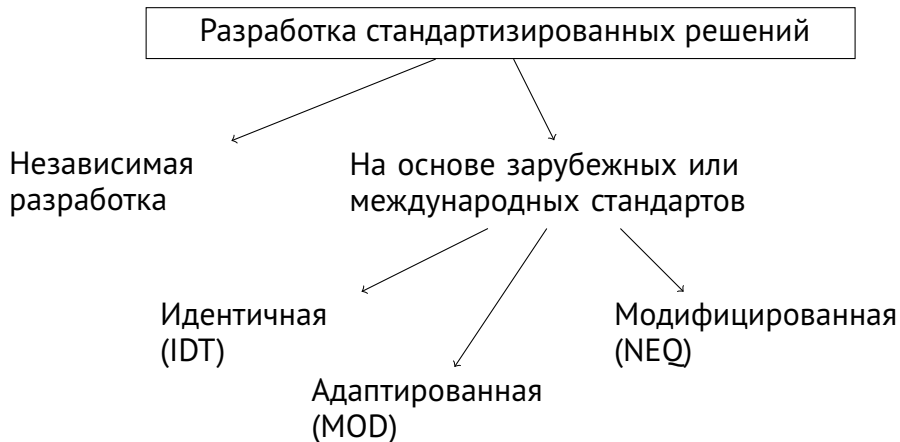 Разработка стандартизированных решений
Независимая
разработка
На основе зарубежных или
международных стандартов
Идентичная
(IDT)
Адаптированная
(MOD)
Модифицированная
(NEQ)